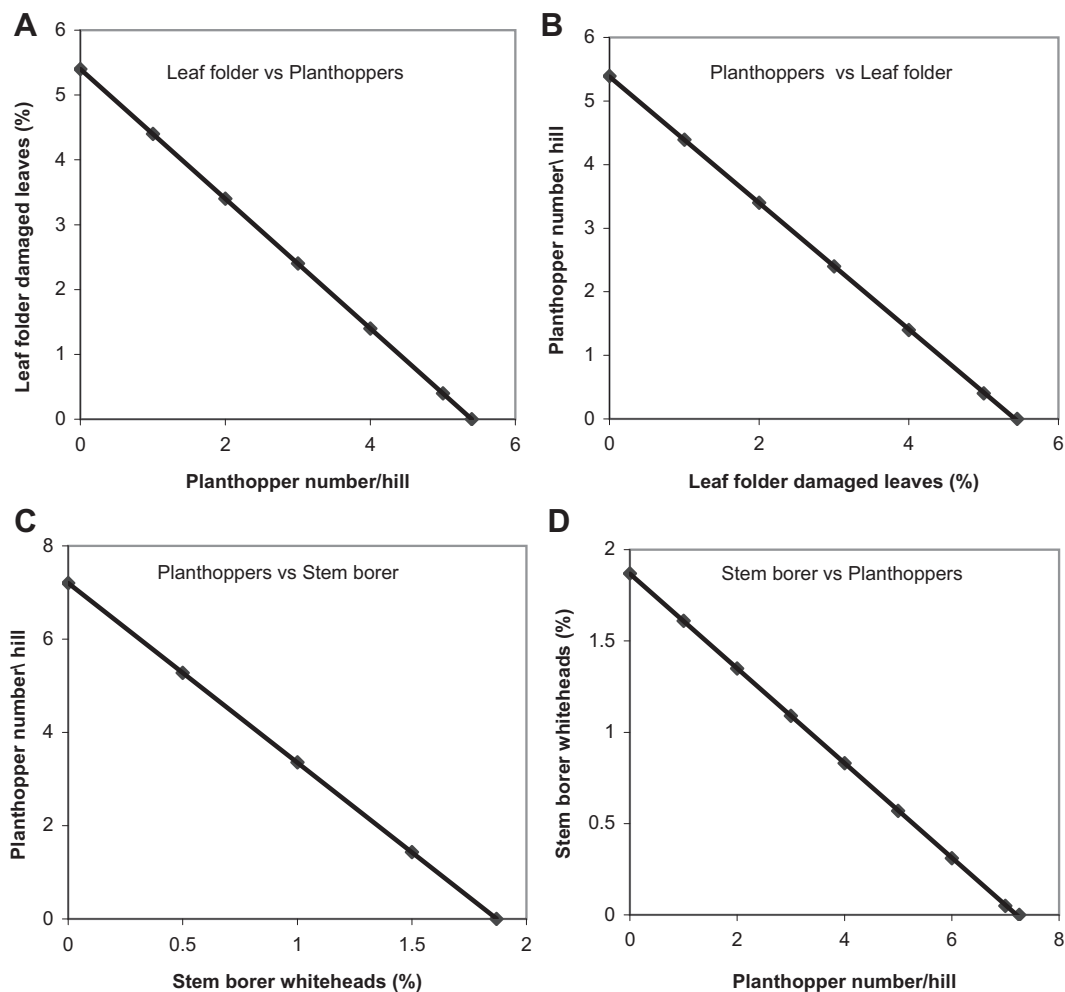 A
Leaf folder vs Planthoppers
Leaf folder damaged leaves (%)
6
5
4
3
2
1
0
0 2 4 6
Planthopper number/hill
B
Planthoppers vs Leaf folder
Planthopper number\ hill
6
5
4
3
2
1
0
0 2 4 6
Leaf folder damaged leaves (%)
C
Planthoppers vs Stem borer
Planthopper number\ hill
8
6
4
2
0
0 0.5 1 1.5 2
Stem borer whiteheads (%)
D
Stem borer vs Planthoppers
Stem borer whiteheads (%)
2
1.5
1
0.5
0
0 2 4 6 8
Planthopper number/hill